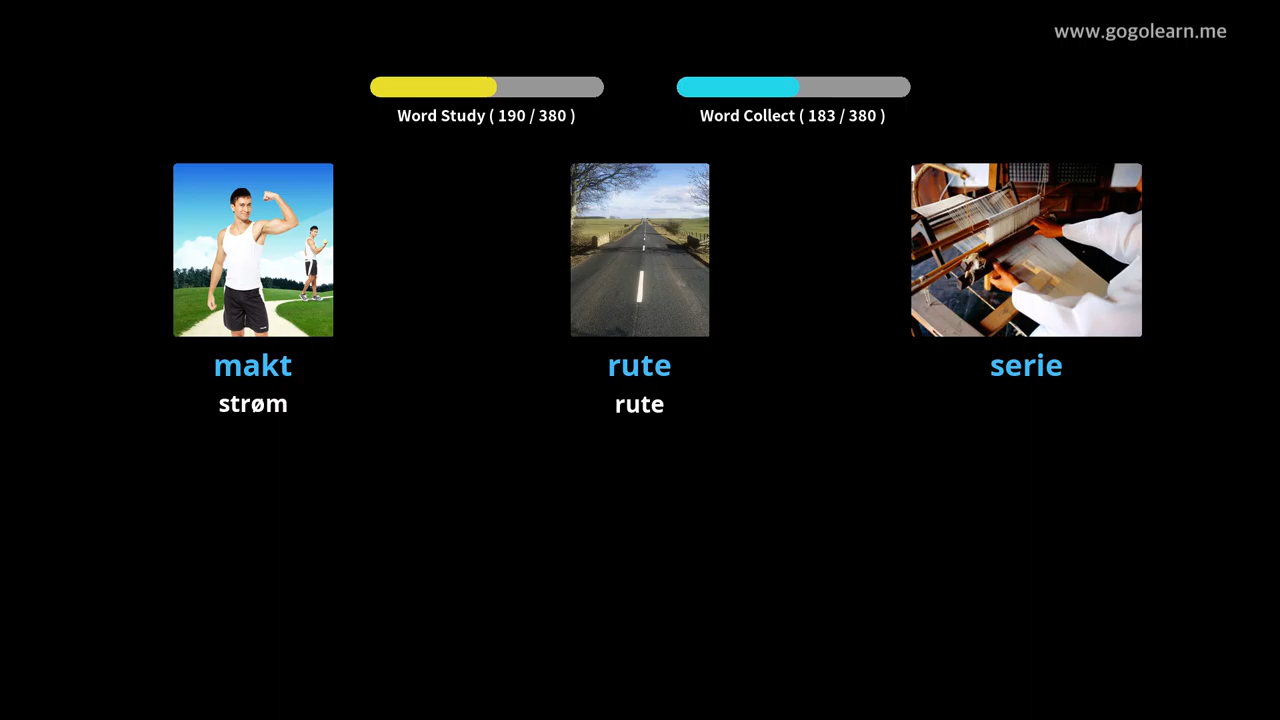 www.gogolearn.me
Word Study ( 190 / 380 )
Word Collect ( 183 / 380 )
makt
rute
serie
strøm
rute